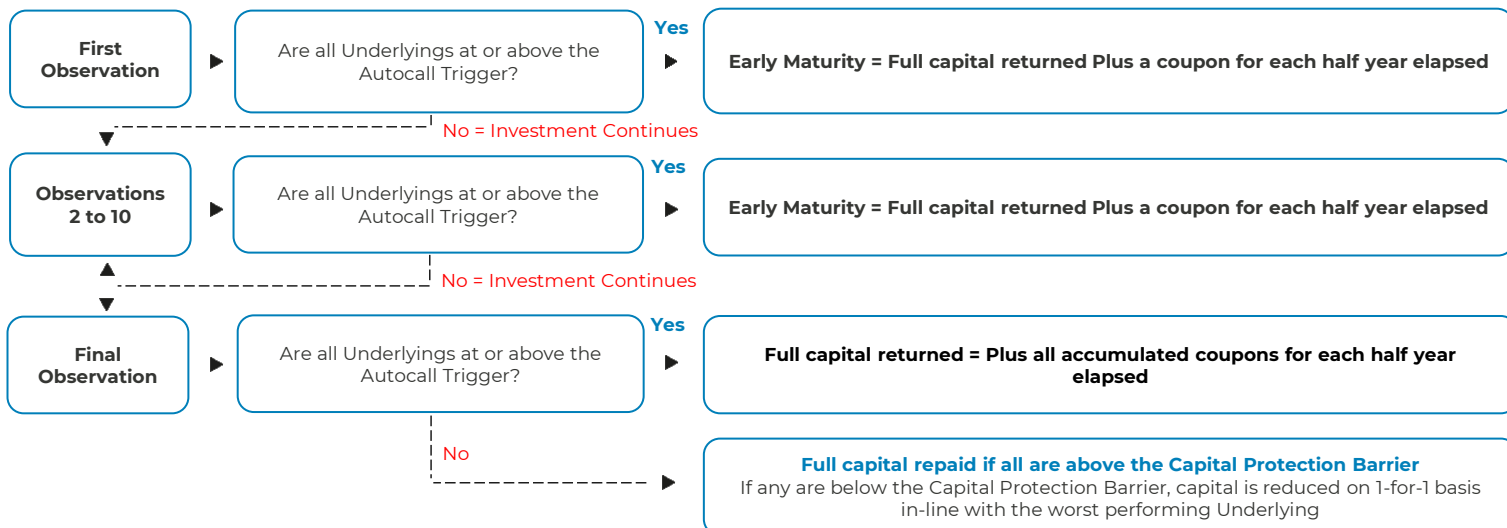 First
Observation
Are all Underlyings at or above the
Autocall Trigger?
Yes
Early Maturity = Full capital returned Plus a coupon for each half year elapsed
No = Investment Continues
Observations
2 to 10
Are all Underlyings at or above the
Autocall Trigger?
Yes
Early Maturity = Full capital returned Plus a coupon for each half year elapsed
No = Investment Continues
Final
Observation
Are all Underlyings at or above the
Autocall Trigger?
Yes
Full capital returned = Plus all accumulated coupons for each half year
elapsed
No
Full capital repaid if all are above the Capital Protection Barrier
If any are below the Capital Protection Barrier, capital is reduced on 1-for-1 basis
in-line with the worst performing Underlying